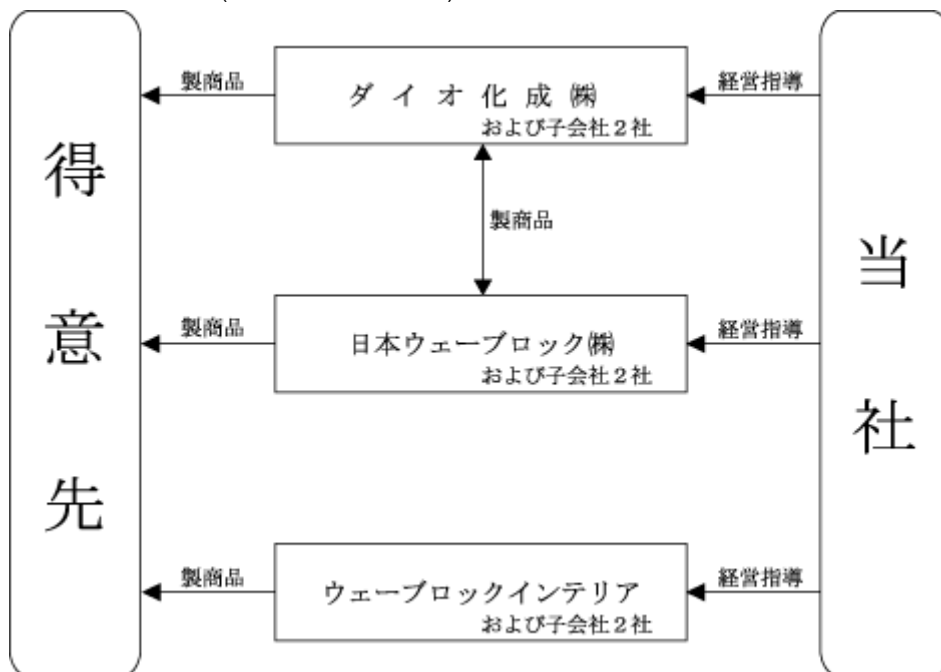 得意先
製商品
ダイオ化成㈱
および子会社２社
経営指導
製商品
当社
製商品
日本ウェーブロック㈱
および子会社２社
経営指導
製商品
ウェーブロックインテリア
および子会社２社
経営指導